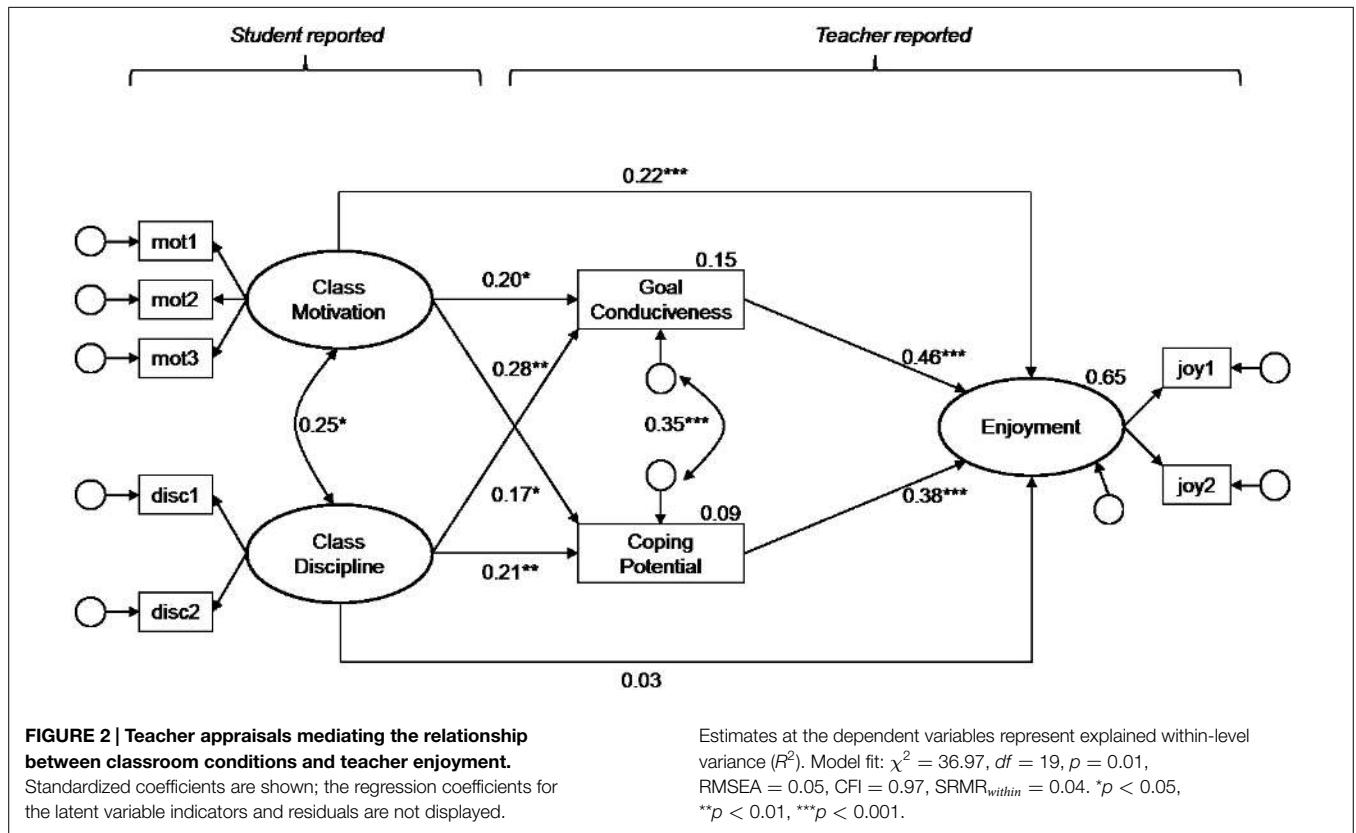 Student reported
Teacher reported
0.22***
mot1
mot2
mot3
Class
Motivation
0.20*
0.15
Goal
Conduciveness
0.28**
0.46***
0.25*
0.35***
0.65
Enjoyment
joy1
joy2
disc1
disc2
Class
Discipline
0.17*
0.21**
0.09
Coping
Potential
0.38***
0.03
FIGURE 2 | Teacher appraisals mediating the relationship
between classroom conditions and teacher enjoyment.
Standardized coefficients are shown; the regression coefficients for
the latent variable indicators and residuals are not displayed.
Estimates at the dependent variables represent explained within-level
variance (R²). Model fit: χ² = 36.97, df = 19, p = 0.01,
RMSEA = 0.05, CFI = 0.97, SRMRwithin = 0.04. *p < 0.05,
**p < 0.01, ***p < 0.001.